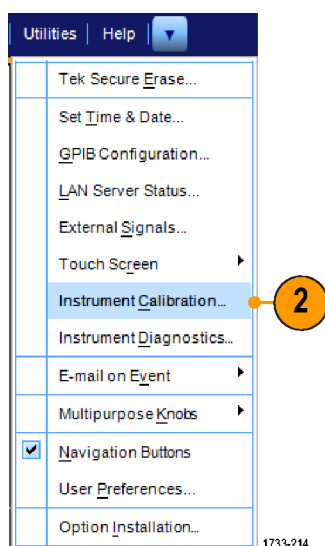 Utilities Help
Tek Secure Erase...
Set Time & Date...
GPIB Configuration...
LAN Server Status...
External Signals...
Touch Screen
Instrument Calibration...
2
Instrument Diagnostics...
E-mail on Event
Multipurpose Knobs
Navigation Buttons
User Preferences...
Option Installation...
1733-214